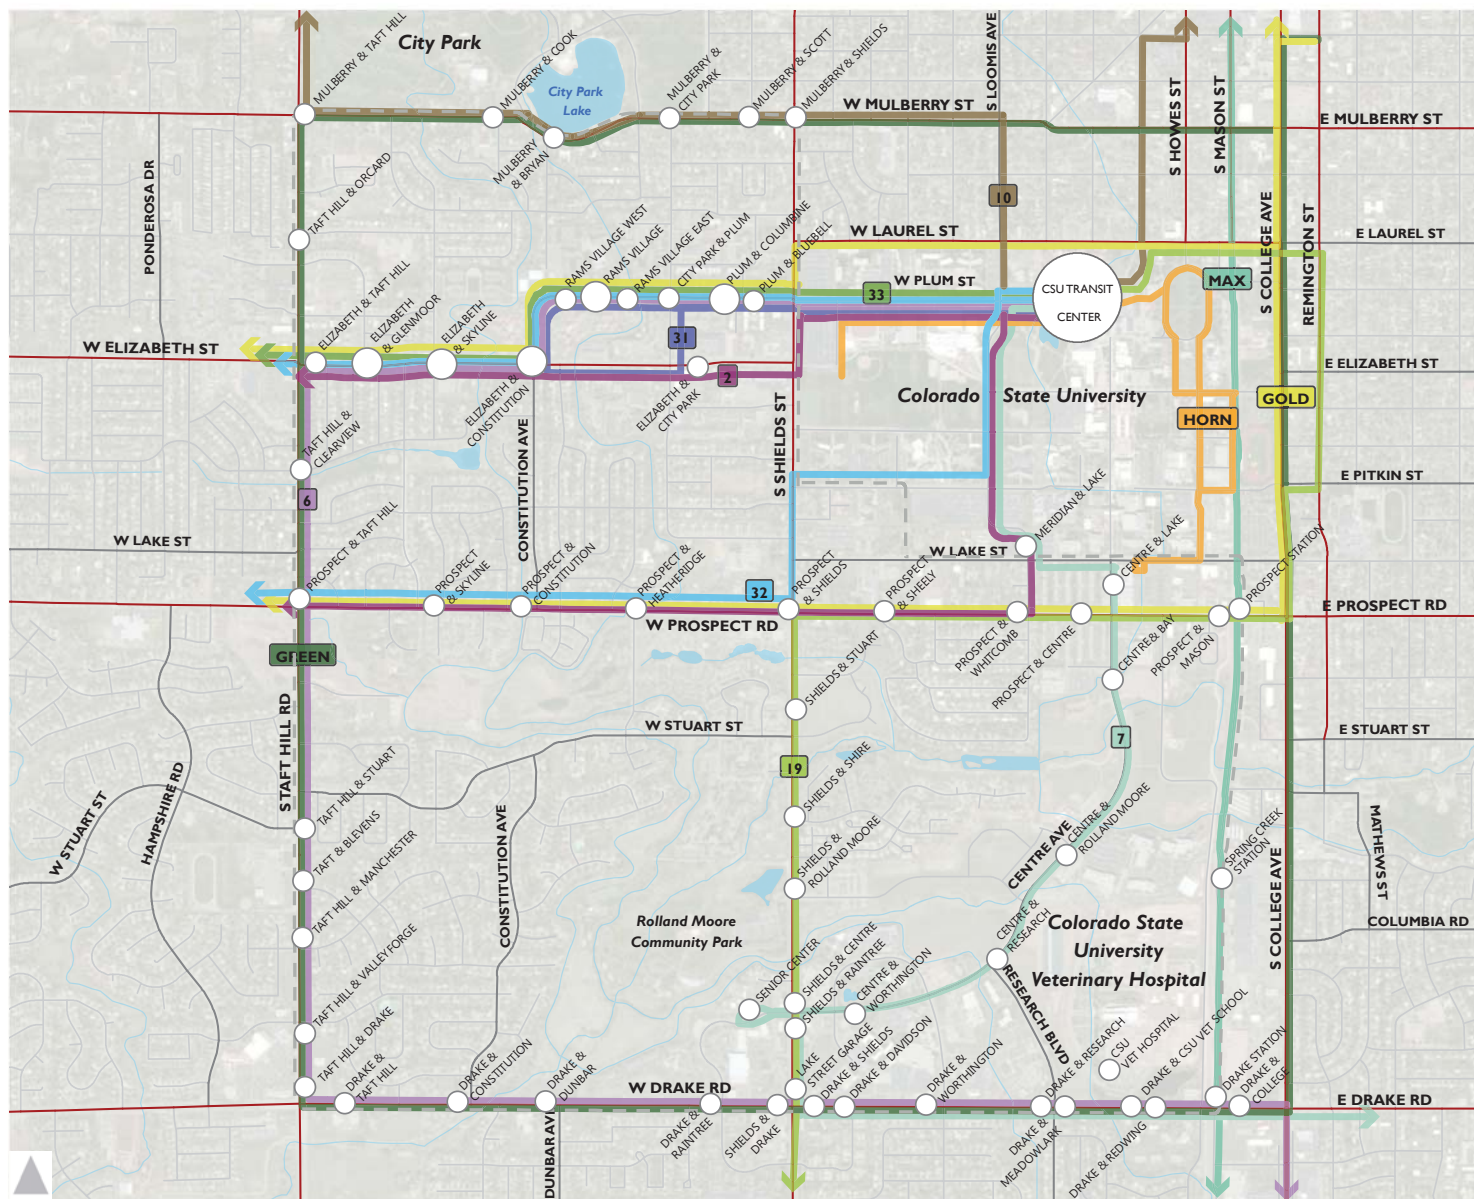 City Park
City Park
Lake
MULBERRY & TAFT HILL
MULBERRY & COOK
MULBERRY
& BRYAN
MULBERRY &
CITY PARK
MULBERRY & SCOTT
MULBERRY & SHIELDS
W MULBERRY ST
E MULBERRY ST
S LOOMIS AVE
S HOWES ST
S MASON ST
S COLLEGE AVE
REMINGTON ST
PONDEROSA DR
TAFT HILL & ORCARD
10
W LAUREL ST
E LAUREL ST
RAMS VILLAGE WEST
RAMS VILLAGE
RAMS VILLAGE EAST
CITY PARK & PLUM
PLUM & COLUMBINE
PLUM & BLUEBELL
W PLUM ST
33
CSU TRANSIT
CENTER
MAX
31
2
W ELIZABETH ST
E ELIZABETH ST
ELIZABETH & TAFT HILL
ELIZABETH
& GLENMOOR
ELIZABETH
& SKYLINE
ELIZABETH &
CONSTITUTION
ELIZABETH &
CITY PARK
Colorado State University
GOLD
HORN
TAFT HILL &
CLEARVIEW
6
CONSTITUTION AVE
S SHIELDS ST
E PITKIN ST
W LAKE ST
W LAKE ST
MERIDIAN & LAKE
CENTRE & LAKE
PROSPECT STATION
PROSPECT & TAFT HILL
PROSPECT
& SKYLINE
PROSPECT &
CONSTITUTION
PROSPECT &
HEATHERIDGE
32
PROSPECT
& SHIELDS
PROSPECT
& SHEELY
PROSPECT &
WHITCOMB
PROSPECT & CENTRE
CENTRE& BAY
PROSPECT &
MASON
W PROSPECT RD
E PROSPECT RD
GREEN
SHIELDS & STUART
S TAFT HILL RD
W STUART ST
E STUART ST
7
19
SHIELDS & SHIRE
HAMPSHIRE RD
W STUART ST
TAFT HILL & STUART
TAFT & BLEVENS
TAFT HILL & MANCHESTER
CONSTITUTION AVE
SHIELDS &
ROLLAND MOORE
CENTRE AVE
CENTRE &
ROLLAND MOORE
SPRING CREEK
STATION
S COLLEGE AVE
MATHEWS ST
COLUMBIA RD
Rolland Moore
Community Park
Colorado State
University
Veterinary Hospital
CENTRE &
RESEARCH
RESEARCH BLVD
TAFT HILL & VALLEY FORGE
SENIOR CENTER
SHIELDS & CENTRE
SHIELDS & RAINTREE
CENTRE &
WORTHINGTON
TAFT HILL & DRAKE
DRAKE &
TAFT HILL
DRAKE &
CONSTITUTION
DRAKE &
DUNBAR
W DRAKE RD
E DRAKE RD
LAKE
STREET GARAGE
DRAKE & SHIELDS
DRAKE & DAVIDSON
DRAKE &
WORTHINGTON
DRAKE & RESEARCH
CSU
VET HOSPITAL
DRAKE & CSU VET SCHOOL
DRAKE STATION
DRAKE &
COLLEGE
DRAKE &
RAINTREE
SHIELDS &
DRAKE
DRAKE &
MEADOWLARK
DRAKE & REDWING
DUNBAR AV